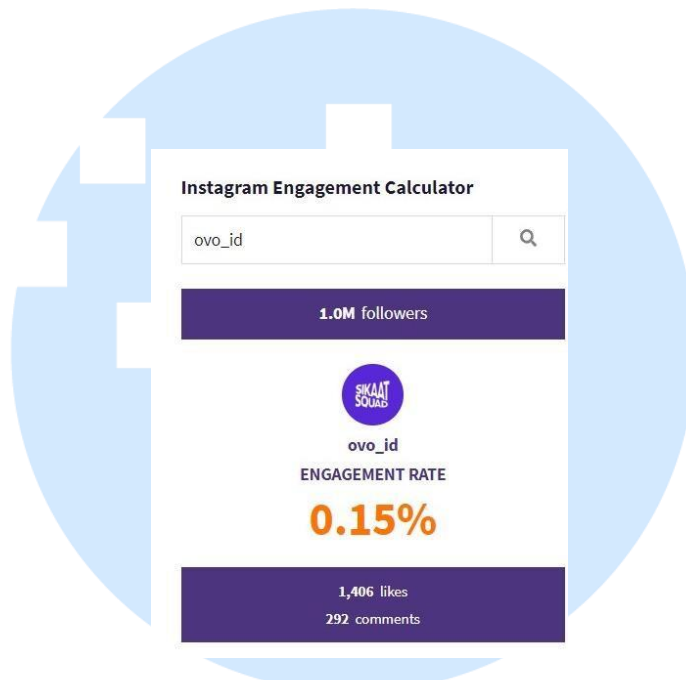 Instagram Engagement Calculator
ovo_id
1.0M followers
SIKAAT
SQUAD
ovo_id
ENGAGEMENT RATE
0.15%
1,406 likes
292 comments